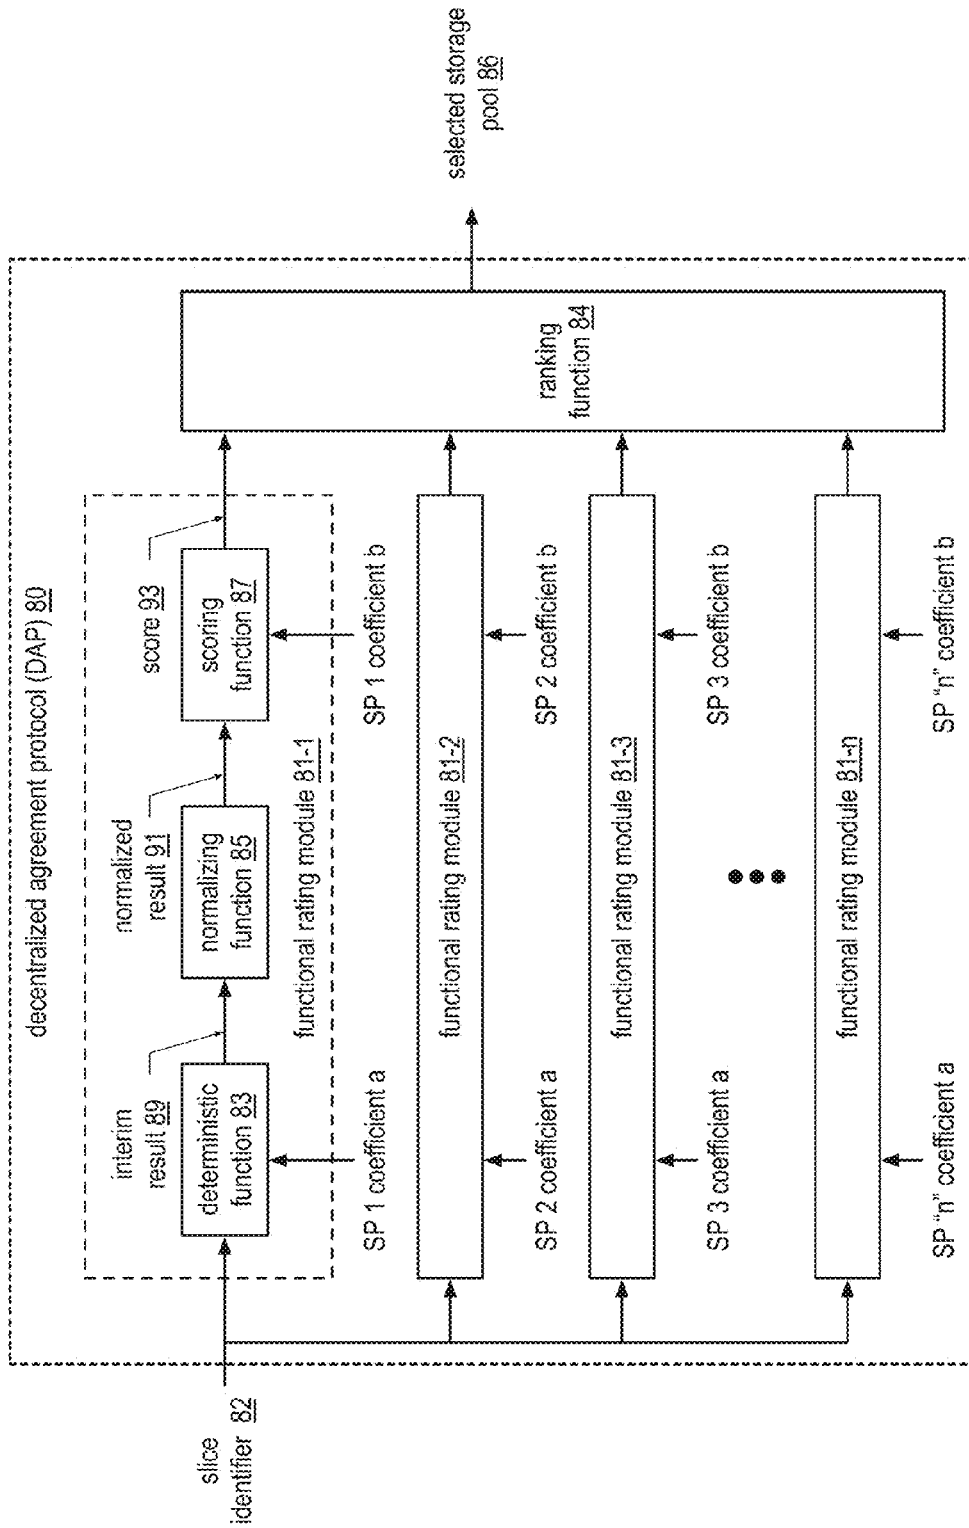 decentralized agreement protocol (DAP) 80
slice
identifier 82
interim
result 89
normalized
result 91
score 93
deterministic
function 83
normalizing
function 85
scoring
function 87
functional rating module 81-1
SP 1 coefficient a
SP 1 coefficient b
functional rating module 81-2
SP 2 coefficient a
SP 2 coefficient b
functional rating module 81-3
SP 3 coefficient a
SP 3 coefficient b
functional rating module 81-n
SP "n" coefficient a
SP "n" coefficient b
ranking
function 84
selected storage
pool 86